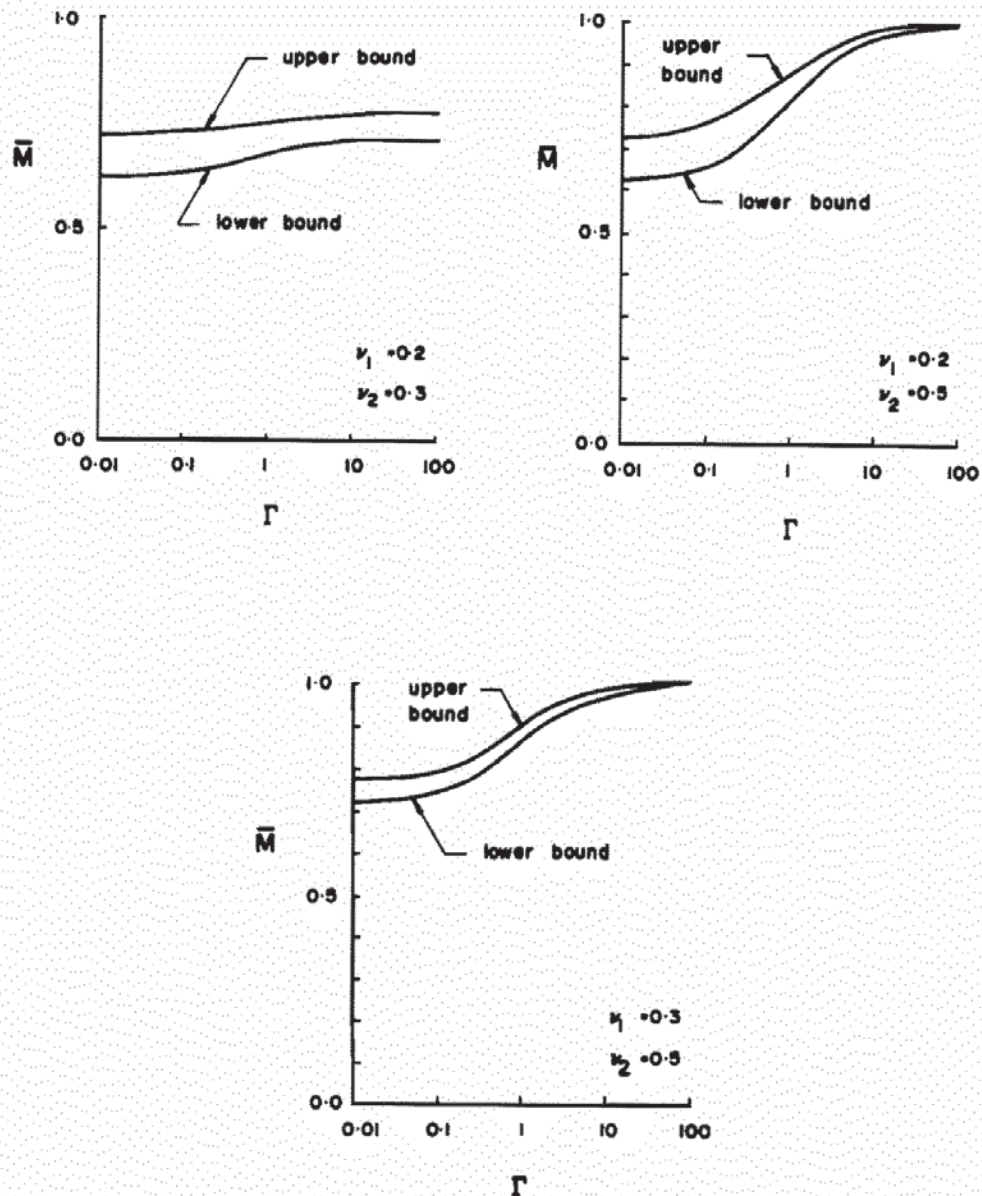 1.0
upper bound
M̅
lower bound
0.5
ν1 =0.2
ν2 =0.3
0.0
0.01 0.1 1 10 100
Γ
1.0
upper
bound
M̅
lower bound
0.5
ν1 =0.2
ν2 =0.5
0.0
0.01 0.1 1 10 100
Γ
1.0
upper
bound
M̅
lower bound
0.5
ν1 =0.3
ν2 =0.5
0.0
0.01 0.1 1 10 100
Γ